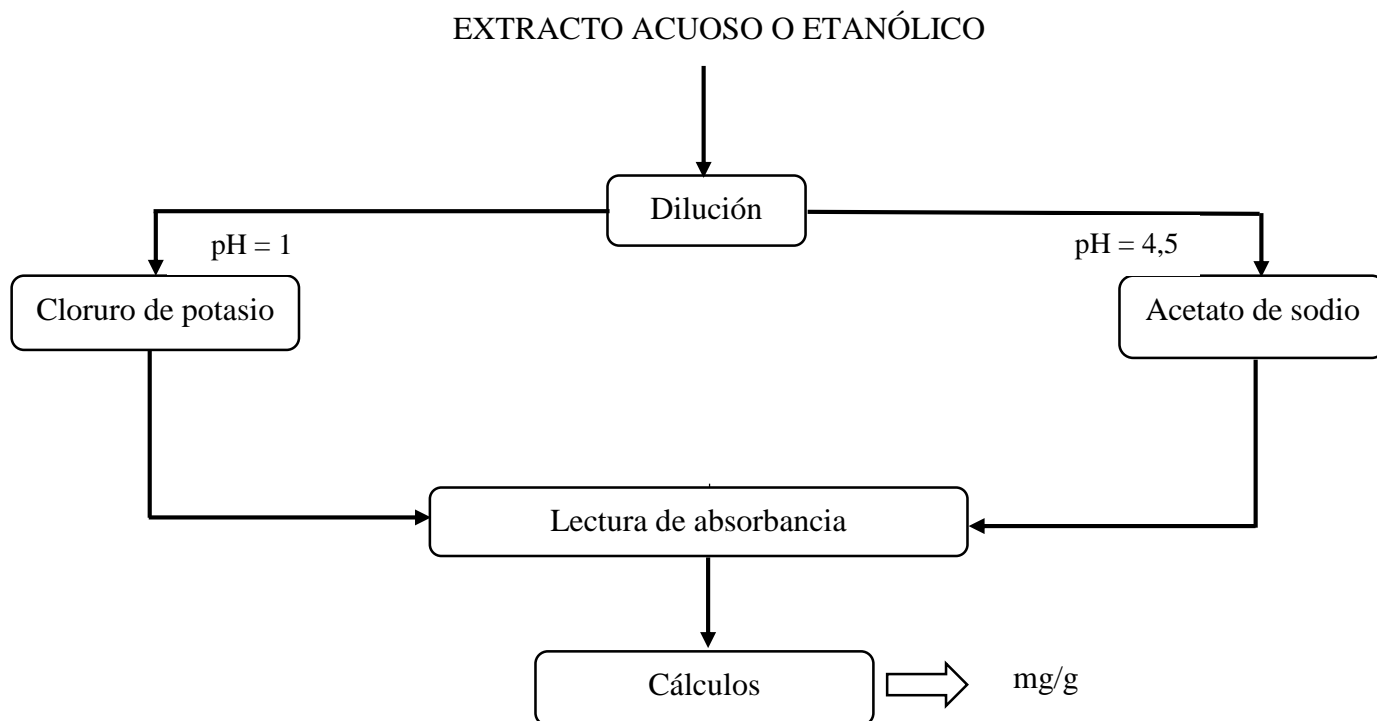 EXTRACTO ACUOSO O ETANÓLICO
Dilución
pH = 1
pH = 4,5
Cloruro de potasio
Acetato de sodio
Lectura de absorbancia
Cálculos
mg/g